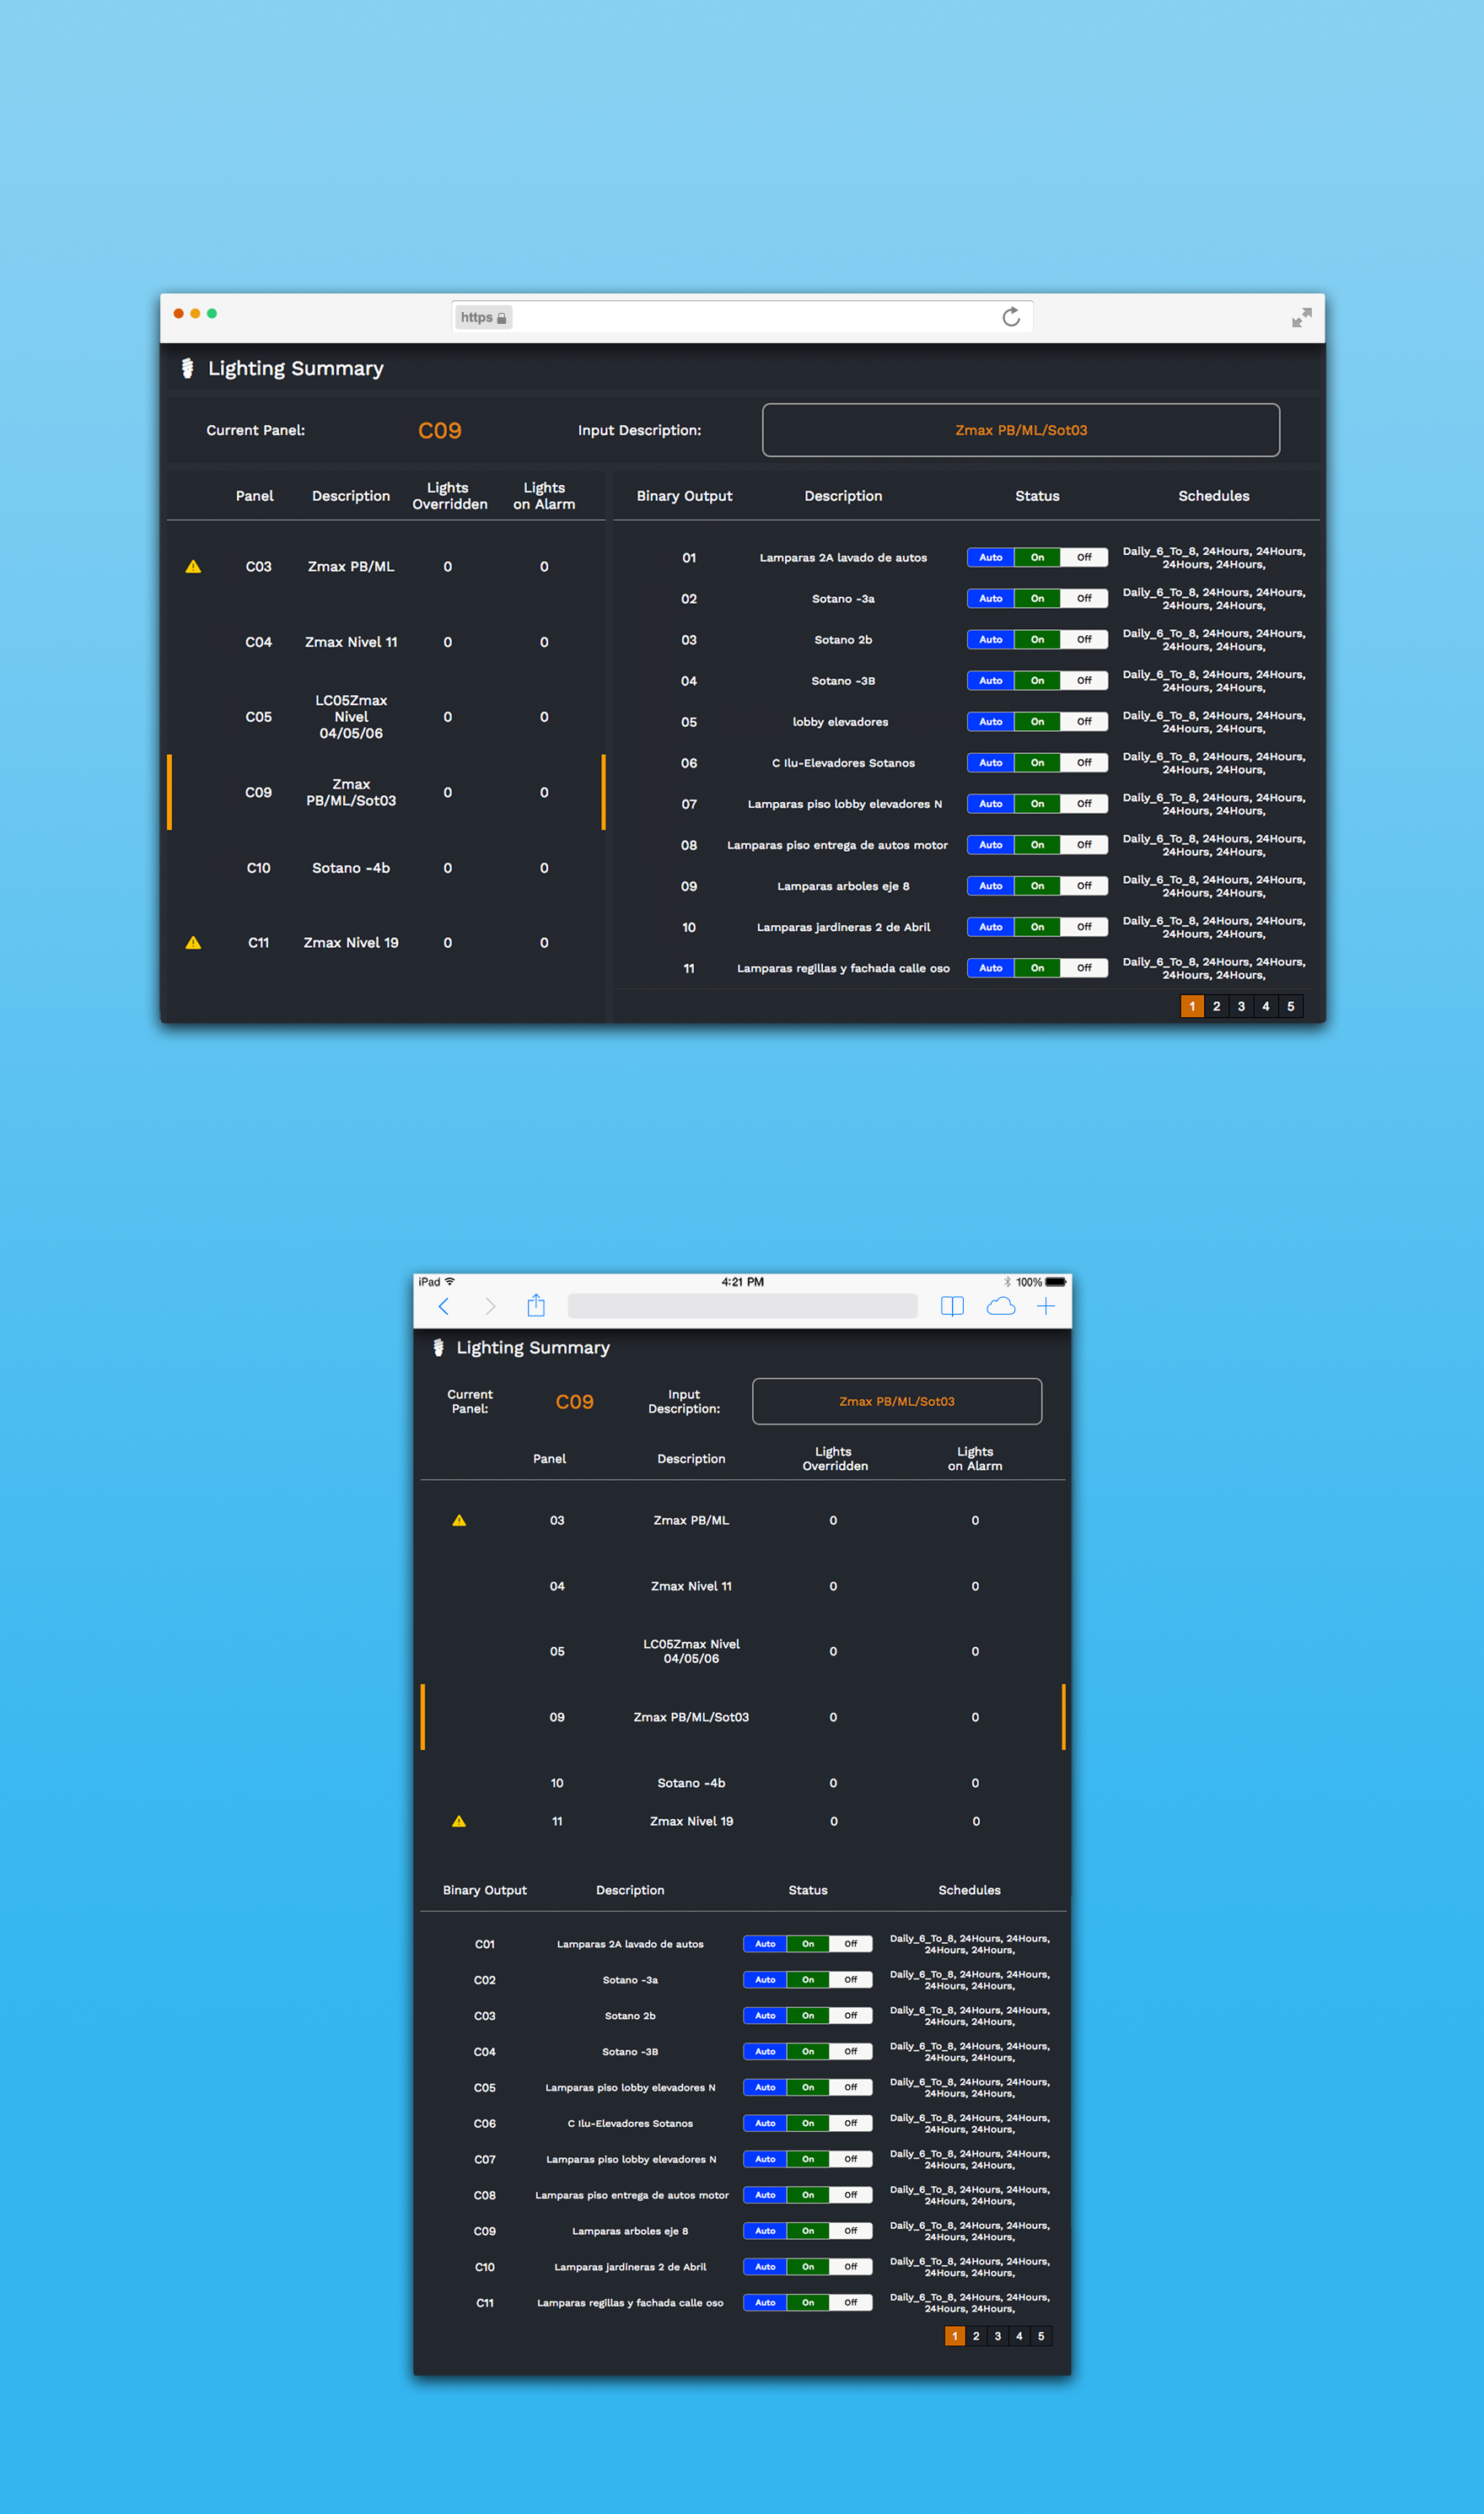 https
Lighting Summary
Current Panel: C09 Input Description: Zmax PB/ML/Sot03
Panel Description Lights Overridden Lights on Alarm
C03 Zmax PB/ML 0 0
C04 Zmax Nivel 11 0 0
C05 LC05Zmax Nivel 04/05/06 0 0
C09 Zmax PB/ML/Sot03 0 0
C10 Sotano -4b 0 0
C11 Zmax Nivel 19 0 0
Binary Output Description Status Schedules
01 Lamparas 2A lavado de autos Auto On Off Daily_6_To_8, 24Hours, 24Hours, 24Hours, 24Hours,
02 Sotano -3a Auto On Off Daily_6_To_8, 24Hours, 24Hours, 24Hours, 24Hours,
03 Sotano 2b Auto On Off Daily_6_To_8, 24Hours, 24Hours, 24Hours, 24Hours,
04 Sotano -3B Auto On Off Daily_6_To_8, 24Hours, 24Hours, 24Hours, 24Hours,
05 lobby elevadores Auto On Off Daily_6_To_8, 24Hours, 24Hours, 24Hours, 24Hours,
06 C Ilu-Elevadores Sotanos Auto On Off Daily_6_To_8, 24Hours, 24Hours, 24Hours, 24Hours,
07 Lamparas piso lobby elevadores N Auto On Off Daily_6_To_8, 24Hours, 24Hours, 24Hours, 24Hours,
08 Lamparas piso entrega de autos motor Auto On Off Daily_6_To_8, 24Hours, 24Hours, 24Hours, 24Hours,
09 Lamparas arboles eje 8 Auto On Off Daily_6_To_8, 24Hours, 24Hours, 24Hours, 24Hours,
10 Lamparas jardineras 2 de Abril Auto On Off Daily_6_To_8, 24Hours, 24Hours, 24Hours, 24Hours,
11 Lamparas regillas y fachada calle oso Auto On Off Daily_6_To_8, 24Hours, 24Hours, 24Hours, 24Hours,
1 2 3 4 5
iPad 4:21 PM 100%
Lighting Summary
Current Panel: C09 Input Description: Zmax PB/ML/Sot03
Panel Description Lights Overridden Lights on Alarm
03 Zmax PB/ML 0 0
04 Zmax Nivel 11 0 0
05 LC05Zmax Nivel 04/05/06 0 0
09 Zmax PB/ML/Sot03 0 0
10 Sotano -4b 0 0
11 Zmax Nivel 19 0 0
Binary Output Description Status Schedules
C01 Lamparas 2A lavado de autos Auto On Off Daily_6_To_8, 24Hours, 24Hours, 24Hours, 24Hours,
C02 Sotano -3a Auto On Off Daily_6_To_8, 24Hours, 24Hours, 24Hours, 24Hours,
C03 Sotano 2b Auto On Off Daily_6_To_8, 24Hours, 24Hours, 24Hours, 24Hours,
C04 Sotano -3B Auto On Off Daily_6_To_8, 24Hours, 24Hours, 24Hours, 24Hours,
C05 Lamparas piso lobby elevadores N Auto On Off Daily_6_To_8, 24Hours, 24Hours, 24Hours, 24Hours,
C06 C Ilu-Elevadores Sotanos Auto On Off Daily_6_To_8, 24Hours, 24Hours, 24Hours, 24Hours,
C07 Lamparas piso lobby elevadores N Auto On Off Daily_6_To_8, 24Hours, 24Hours, 24Hours, 24Hours,
C08 Lamparas piso entrega de autos motor Auto On Off Daily_6_To_8, 24Hours, 24Hours, 24Hours, 24Hours,
C09 Lamparas arboles eje 8 Auto On Off Daily_6_To_8, 24Hours, 24Hours, 24Hours, 24Hours,
C10 Lamparas jardineras 2 de Abril Auto On Off Daily_6_To_8, 24Hours, 24Hours, 24Hours, 24Hours,
C11 Lamparas regillas y fachada calle oso Auto On Off Daily_6_To_8, 24Hours, 24Hours, 24Hours, 24Hours,
1 2 3 4 5